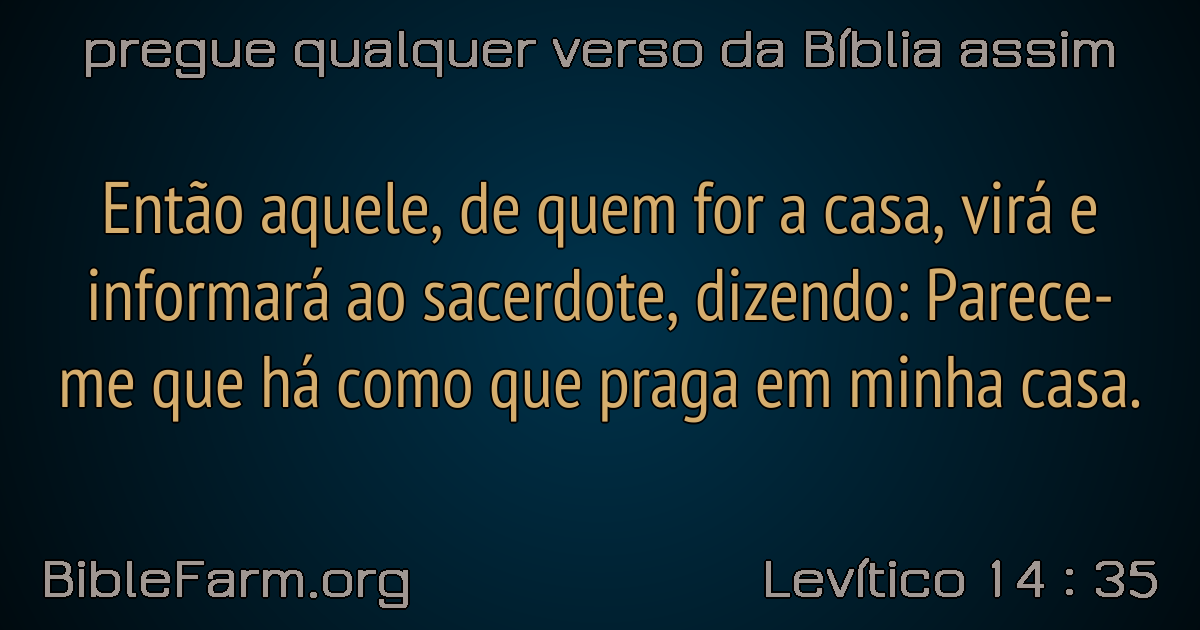 pregue qualquer verso da Bíblia assim
Então aquele, de quem for a casa, virá e
informará ao sacerdote, dizendo: Parece-
me que há como que praga em minha casa.
BibleFarm.org
Levítico 14 : 35